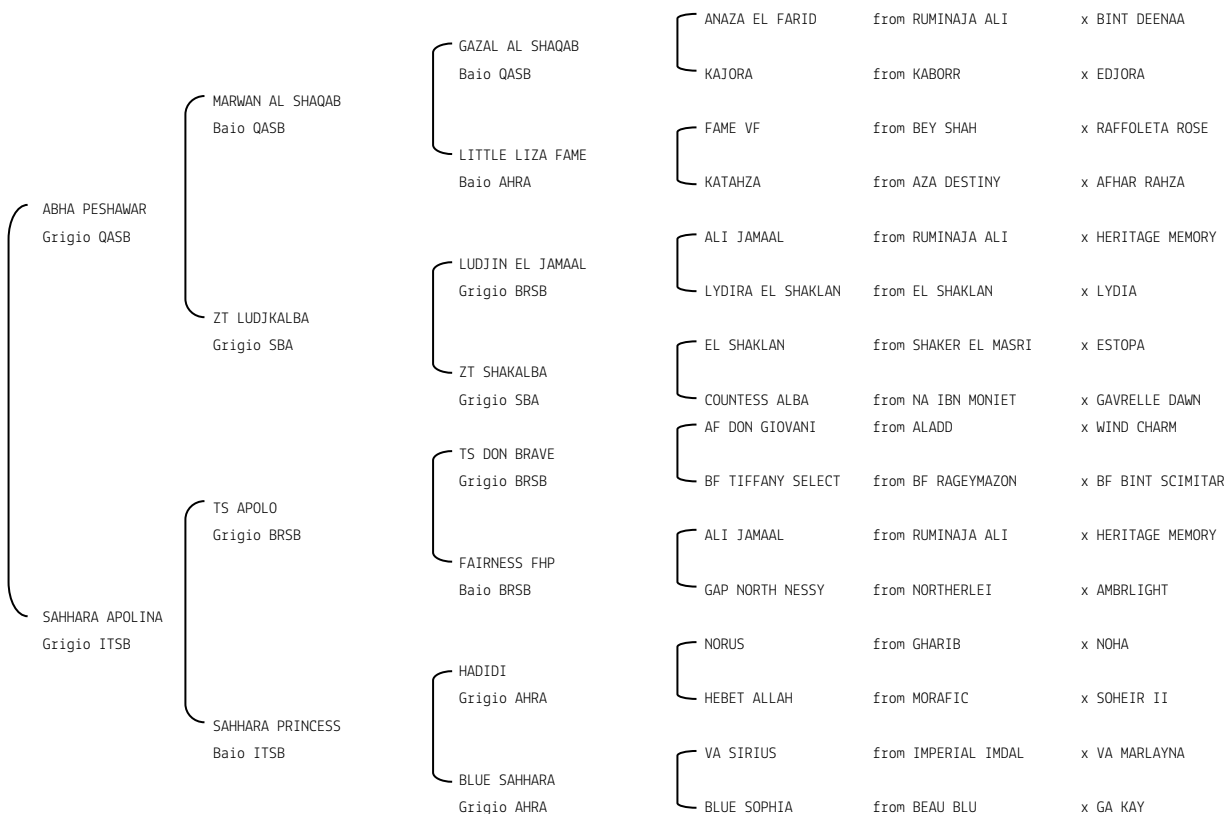 ANAZA EL FARID from RUMINAJA ALI x BINT DEENAA
GAZAL AL SHAQAB
Baio QASB
KAJORA from KABORR x EDJORA
MARWAN AL SHAQAB
Baio QASB
FAME VF from BEY SHAH x RAFFOLETA ROSE
LITTLE LIZA FAME
Baio AHRA
KATAHZA from AZA DESTINY x AFHAR RAHZA
ABHA PESHAWAR
Grigio QASB
ALI JAMAAL from RUMINAJA ALI x HERITAGE MEMORY
LUDJIN EL JAMAAL
Grigio BRSB
LYDIRA EL SHAKLAN from EL SHAKLAN x LYDIA
ZT LUDJKALBA
Grigio SBA
EL SHAKLAN from SHAKER EL MASRI x ESTOPA
ZT SHAKALBA
Grigio SBA
COUNTESS ALBA from NA IBN MONIET x GAVRELLE DAWN
AF DON GIOVANI from ALADD x WIND CHARM
TS DON BRAVE
Grigio BRSB
BF TIFFANY SELECT from BF RAGEYMAZON x BF BINT SCIMITAR
TS APOLO
Grigio BRSB
ALI JAMAAL from RUMINAJA ALI x HERITAGE MEMORY
FAIRNESS FHP
Baio BRSB
GAP NORTH NESSY from NORTHERLEI x AMBRLIGHT
SAHHARA APOLINA
Grigio ITSB
NORUS from GHARIB x NOHA
HADIDI
Grigio AHRA
HEBET ALLAH from MORAFIC x SOHEIR II
SAHHARA PRINCESS
Baio ITSB
VA SIRIUS from IMPERIAL IMDAL x VA MARLAYNA
BLUE SAHHARA
Grigio AHRA
BLUE SOPHIA from BEAU BLU x GA KAY